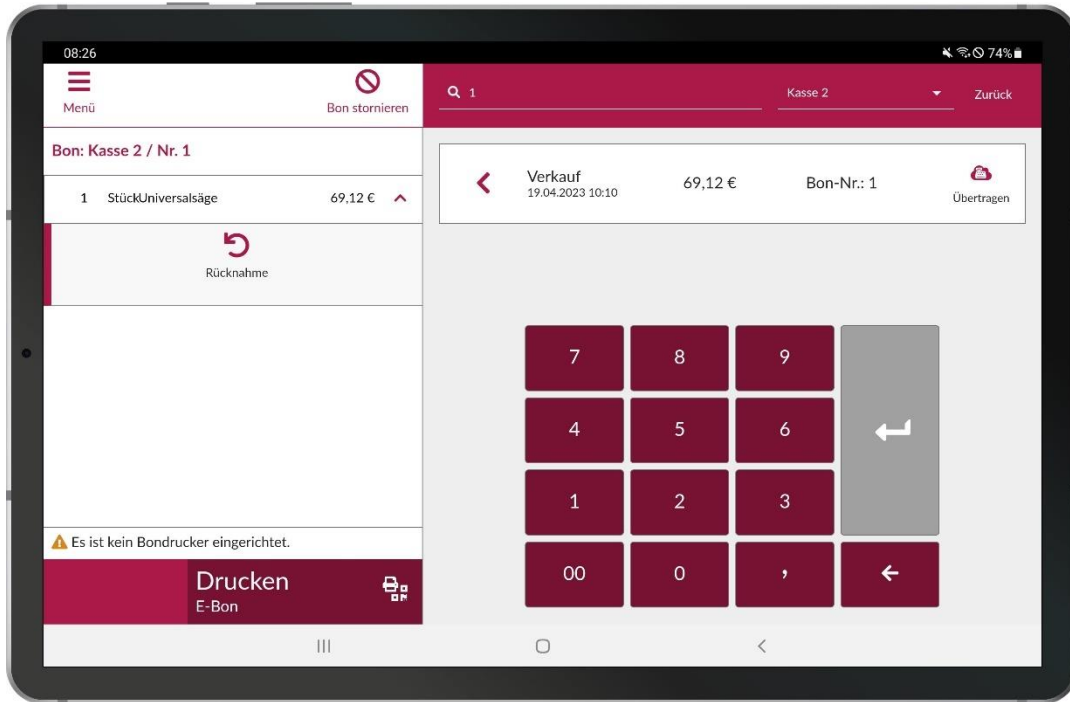 08:26
74%
Menü
Bon stornieren
1
Kasse 2
Zurück
Bon: Kasse 2 / Nr. 1
1 StückUniversalsäge 69,12 €
Rücknahme
Verkauf
19.04.2023 10:10
69,12 €
Bon-Nr.: 1
Übertragen
7 8 9
4 5 6
1 2 3
00 0 ,
Es ist kein Bondrucker eingerichtet.
Drucken
E-Bon